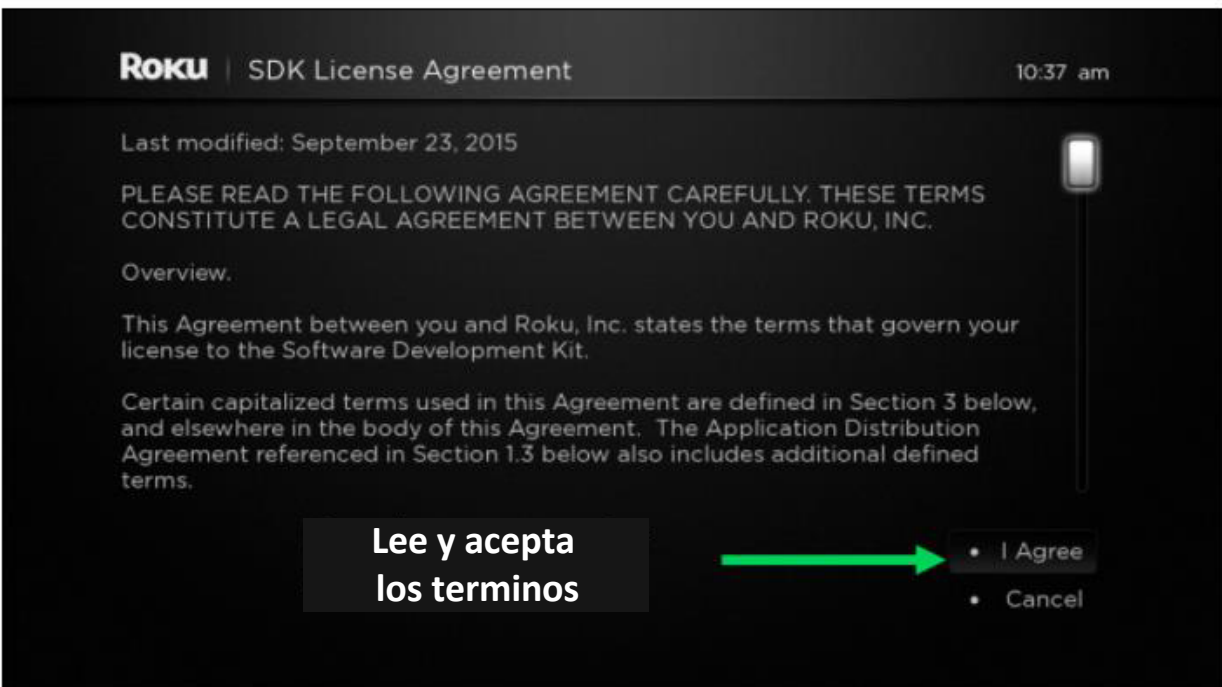 Roku | SDK License Agreement 10:37 am
Last modified: September 23, 2015
PLEASE READ THE FOLLOWING AGREEMENT CAREFULLY. THESE TERMS
CONSTITUTE A LEGAL AGREEMENT BETWEEN YOU AND ROKU, INC.
Overview.
This Agreement between you and Roku, Inc. states the terms that govern your
license to the Software Development Kit.
Certain capitalized terms used in this Agreement are defined in Section 3 below,
and elsewhere in the body of this Agreement. The Application Distribution
Agreement referenced in Section 1.3 below also includes additional defined
terms.
Lee y acepta
los terminos
• I Agree
• Cancel